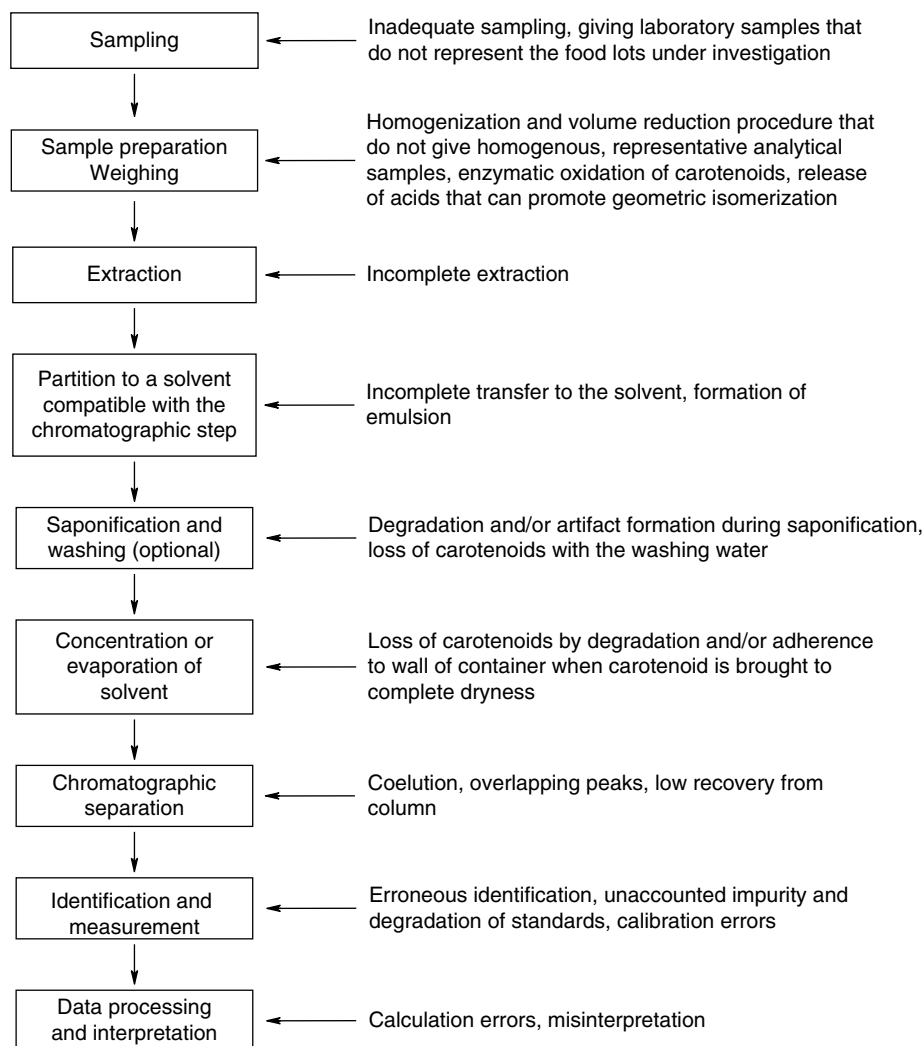 Sampling
Inadequate sampling, giving laboratory samples that
do not represent the food lots under investigation
Sample preparation
Weighing
Homogenization and volume reduction procedure that
do not give homogenous, representative analytical
samples, enzymatic oxidation of carotenoids, release
of acids that can promote geometric isomerization
Extraction
Incomplete extraction
Partition to a solvent
compatible with the
chromatographic step
Incomplete transfer to the solvent, formation of
emulsion
Saponification and
washing (optional)
Degradation and/or artifact formation during saponification,
loss of carotenoids with the washing water
Concentration or
evaporation of
solvent
Loss of carotenoids by degradation and/or adherence
to wall of container when carotenoid is brought to
complete dryness
Chromatographic
separation
Coelution, overlapping peaks, low recovery from
column
Identification and
measurement
Erroneous identification, unaccounted impurity and
degradation of standards, calibration errors
Data processing
and interpretation
Calculation errors, misinterpretation